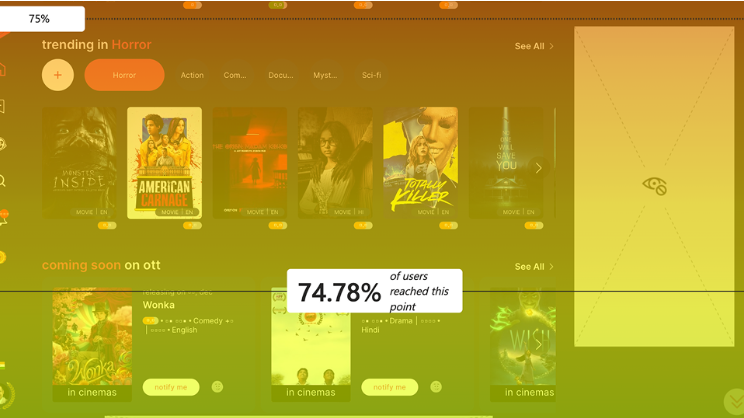 75%
trending in Horror
See All
+
Horror
Action
Com...
Docu...
Myst...
Sci-fi
MONSTER
INSIDE
MOVIE | EN
AMERICAN
CARNAGE
MOVIE | EN
MOVIE | EN
MOVIE | HI
TOTALLY
KILLER
MOVIE | EN
NO
ONE
WILL
SAVE
YOU
MOVIE | EN
coming soon on ott
See All
74.78%
of users
reached this
point
Wonka
• Comedy
• English
Wonka
in cinemas
notify me
• Drama |
Hindi
notify me
WISH
in cinemas